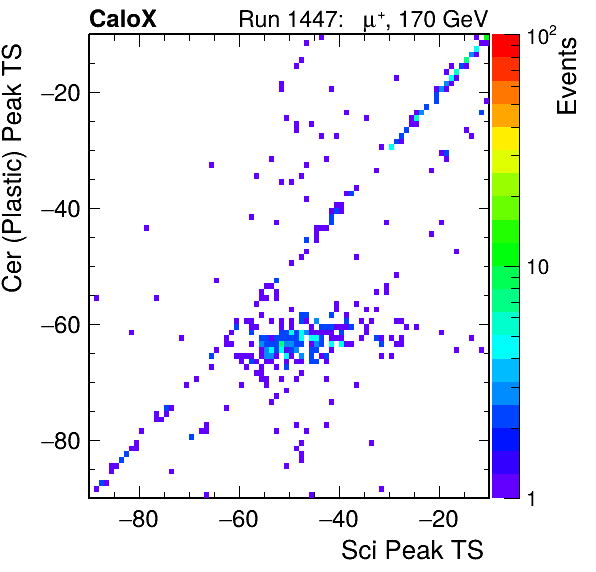 CaloX Run 1447: μ⁺, 170 GeV
Cer (Plastic) Peak TS
−20
−40
−60
−80
−80 −60 −40 −20
Sci Peak TS
10²
10
1
Events